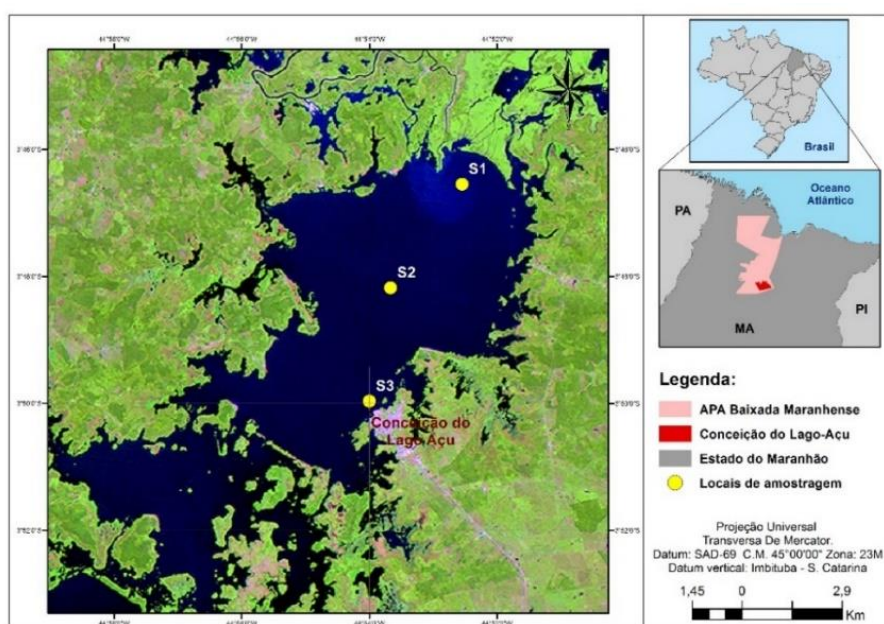 S1
S2
S3
Conceição do
Lago Açu
Brasil
Oceano
Atlântico
PA
MA
PI
Legenda:
APA Baixada Maranhense
Conceição do Lago-Açu
Estado do Maranhão
Locais de amostragem
Projeção Universal
Transversa De Mercator.
Datum: SAD-69 C.M. 45°00'00" Zona: 23M
Datum vertical: Imbituba - S. Catarina
1,45 0 2,9
Km